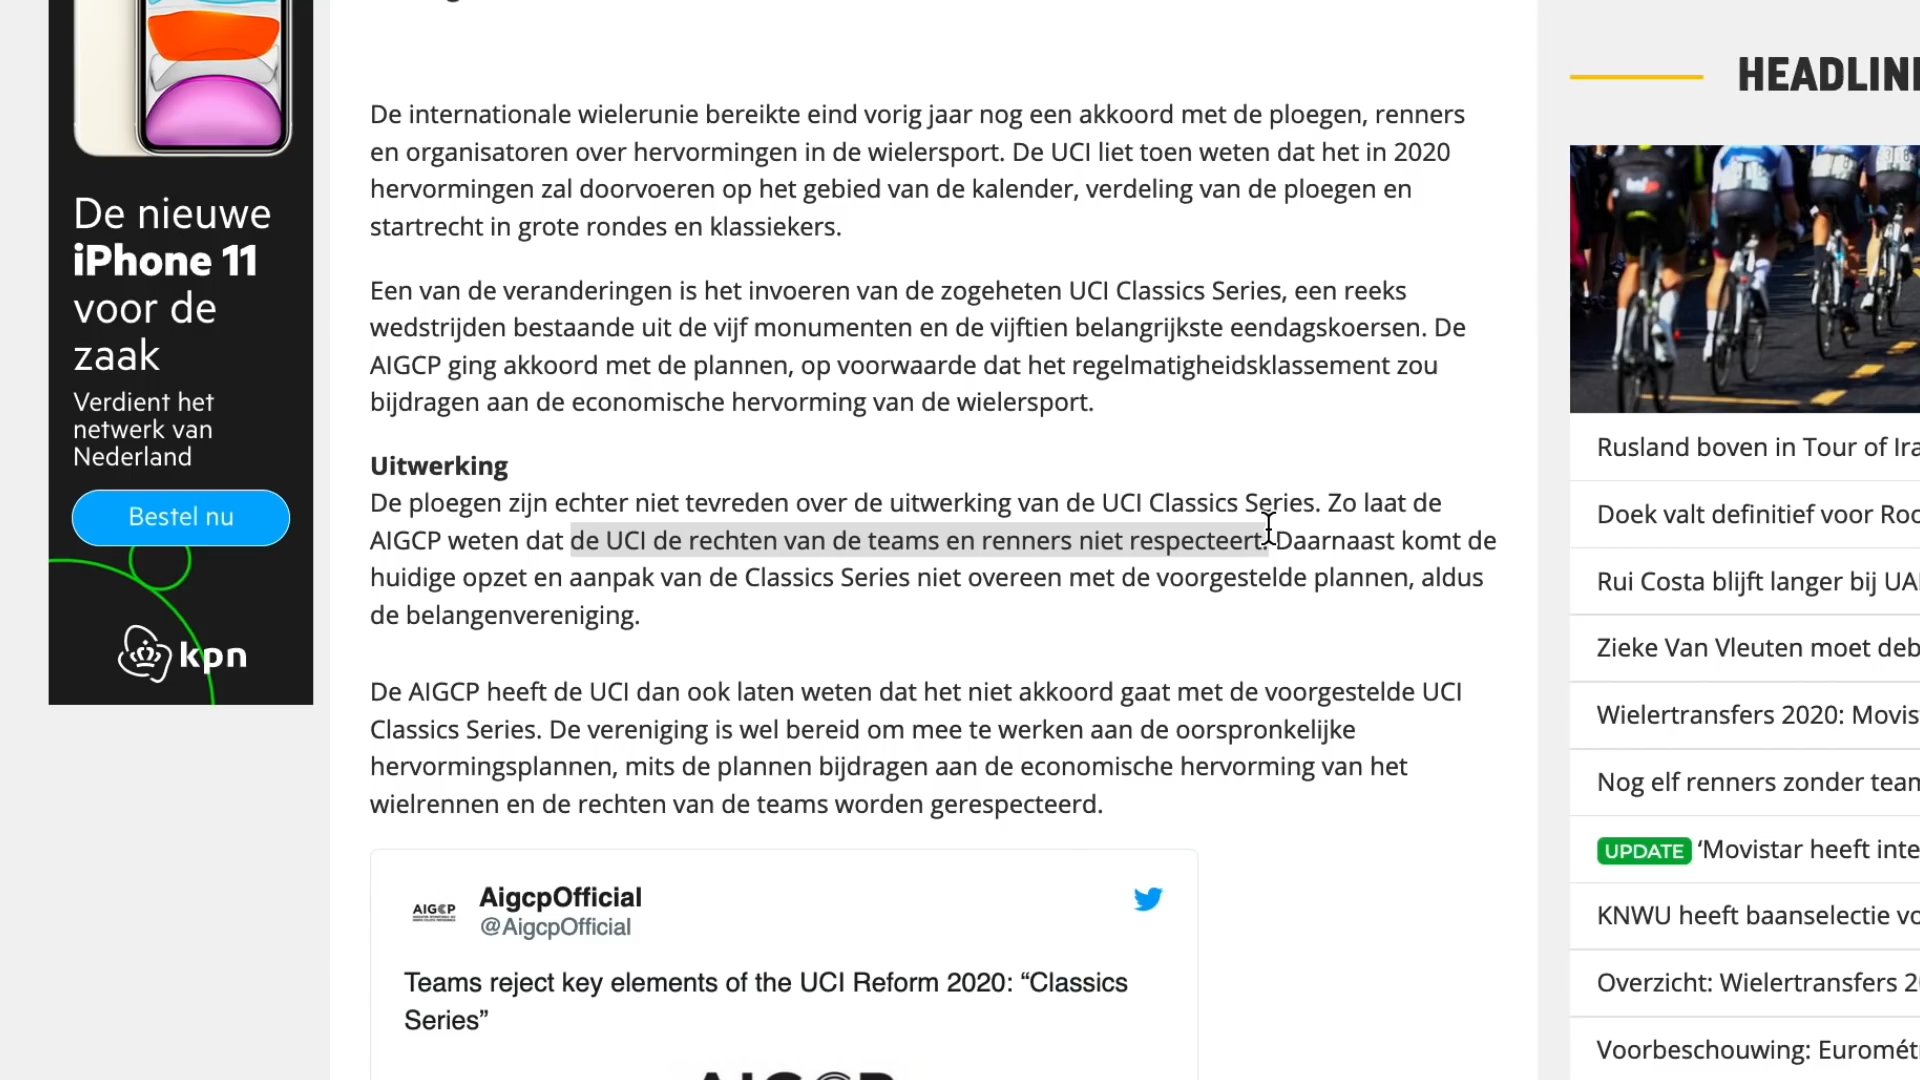 De nieuwe
iPhone 11
voor de
zaak
Verdient het
netwerk van
Nederland
Bestel nu
kpn
De internationale wielerunie bereikte eind vorig jaar nog een akkoord met de ploegen, renners
en organisatoren over hervormingen in de wielersport. De UCI liet toen weten dat het in 2020
hervormingen zal doorvoeren op het gebied van de kalender, verdeling van de ploegen en
startrecht in grote rondes en klassiekers.
Een van de veranderingen is het invoeren van de zogeheten UCI Classics Series, een reeks
wedstrijden bestaande uit de vijf monumenten en de vijftien belangrijkste eendagskoersen. De
AIGCP ging akkoord met de plannen, op voorwaarde dat het regelmatigheidsklassement zou
bijdragen aan de economische hervorming van de wielersport.
Uitwerking
De ploegen zijn echter niet tevreden over de uitwerking van de UCI Classics Series. Zo laat de
AIGCP weten dat de UCI de rechten van de teams en renners niet respecteert. Daarnaast komt de
huidige opzet en aanpak van de Classics Series niet overeen met de voorgestelde plannen, aldus
de belangenvereniging.
De AIGCP heeft de UCI dan ook laten weten dat het niet akkoord gaat met de voorgestelde UCI
Classics Series. De vereniging is wel bereid om mee te werken aan de oorspronkelijke
hervormingsplannen, mits de plannen bijdragen aan de economische hervorming van het
wielrennen en de rechten van de teams worden gerespecteerd.
AIGCP
AigcpOfficial
@AigcpOfficial
Teams reject key elements of the UCI Reform 2020: “Classics
Series”
AIGCP
HEADLIN
Rusland boven in Tour of Ira
Doek valt definitief voor Roo
Rui Costa blijft langer bij UA
Zieke Van Vleuten moet deb
Wielertransfers 2020: Movis
Nog elf renners zonder team
UPDATE ‘Movistar heeft inte
KNWU heeft baanselectie vo
Overzicht: Wielertransfers 2
Voorbeschouwing: Euromét